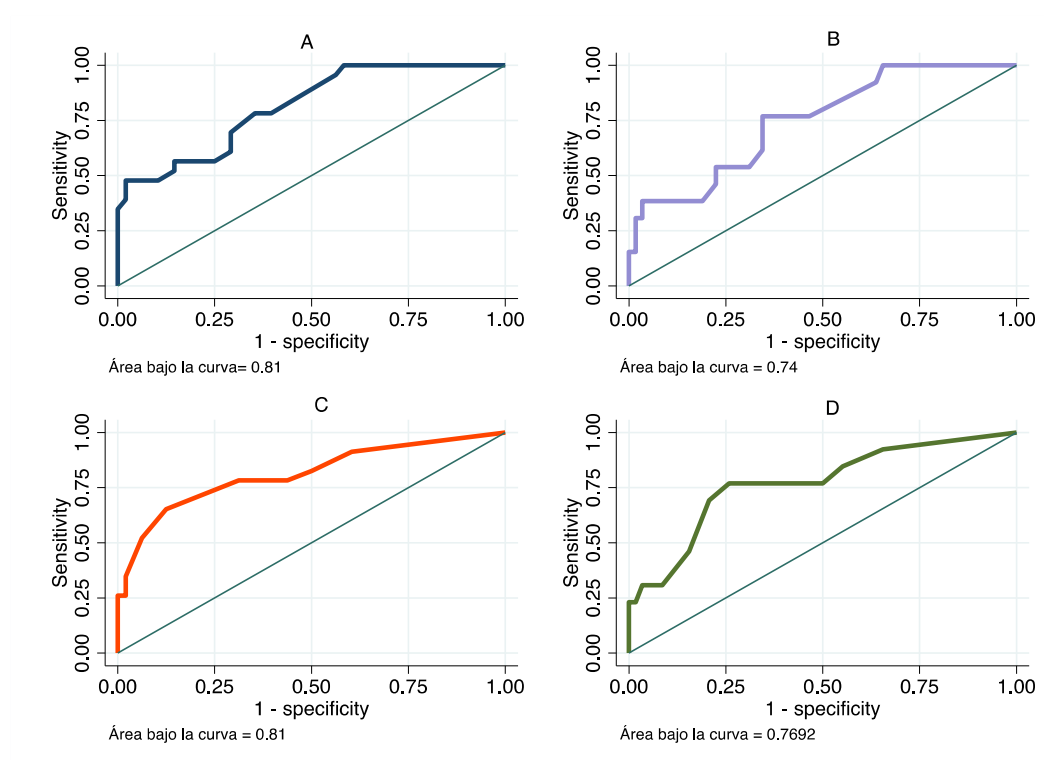 A
Sensitivity
0.00 0.25 0.50 0.75 1.00
0.00 0.25 0.50 0.75 1.00
1 - specificity
Área bajo la curva= 0.81
B
Sensitivity
0.00 0.25 0.50 0.75 1.00
0.00 0.25 0.50 0.75 1.00
1 - specificity
Área bajo la curva = 0.74
C
Sensitivity
0.00 0.25 0.50 0.75 1.00
0.00 0.25 0.50 0.75 1.00
1 - specificity
Área bajo la curva = 0.81
D
Sensitivity
0.00 0.25 0.50 0.75 1.00
0.00 0.25 0.50 0.75 1.00
1 - specificity
Área bajo la curva = 0.7692